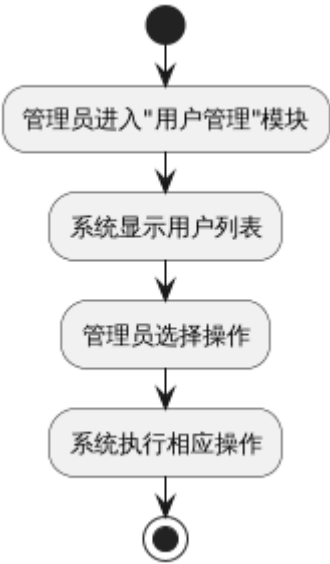 管理员进入"用户管理"模块
系统显示用户列表
管理员选择操作
系统执行相应操作